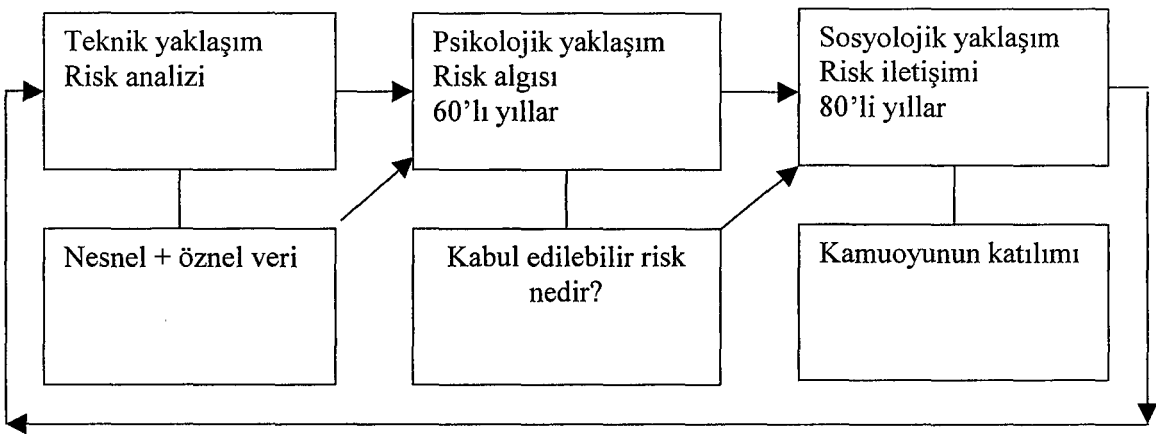 Teknik yaklaşım
Risk analizi
Psikolojik yaklaşım
Risk algısı
60’lı yıllar
Sosyolojik yaklaşım
Risk iletişimi
80’li yıllar
Nesnel + öznel veri
Kabul edilebilir risk
nedir?
Kamuoyunun katılımı